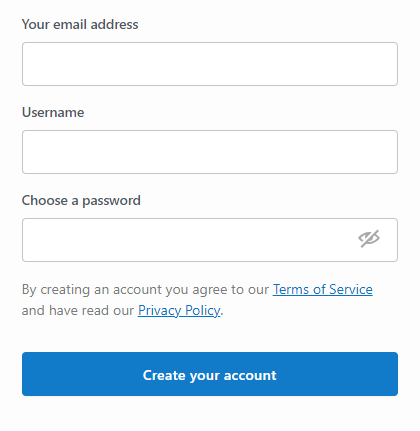 Your email address
Username
Choose a password
By creating an account you agree to our Terms of Service
and have read our Privacy Policy.
Create your account